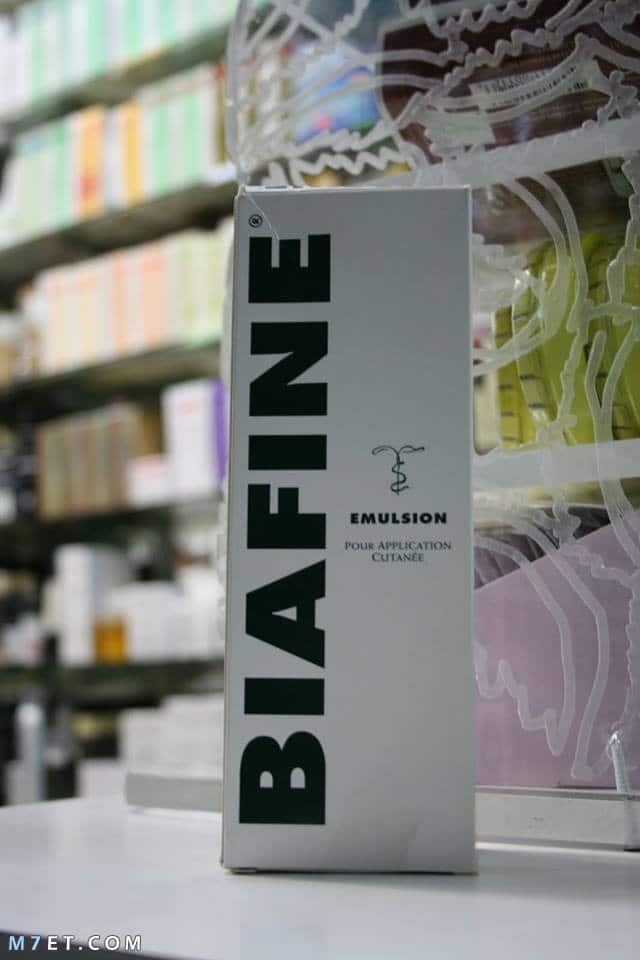 BIAFINE®
EMULSION
POUR APPLICATION
CUTANÉE
M7ET.COM